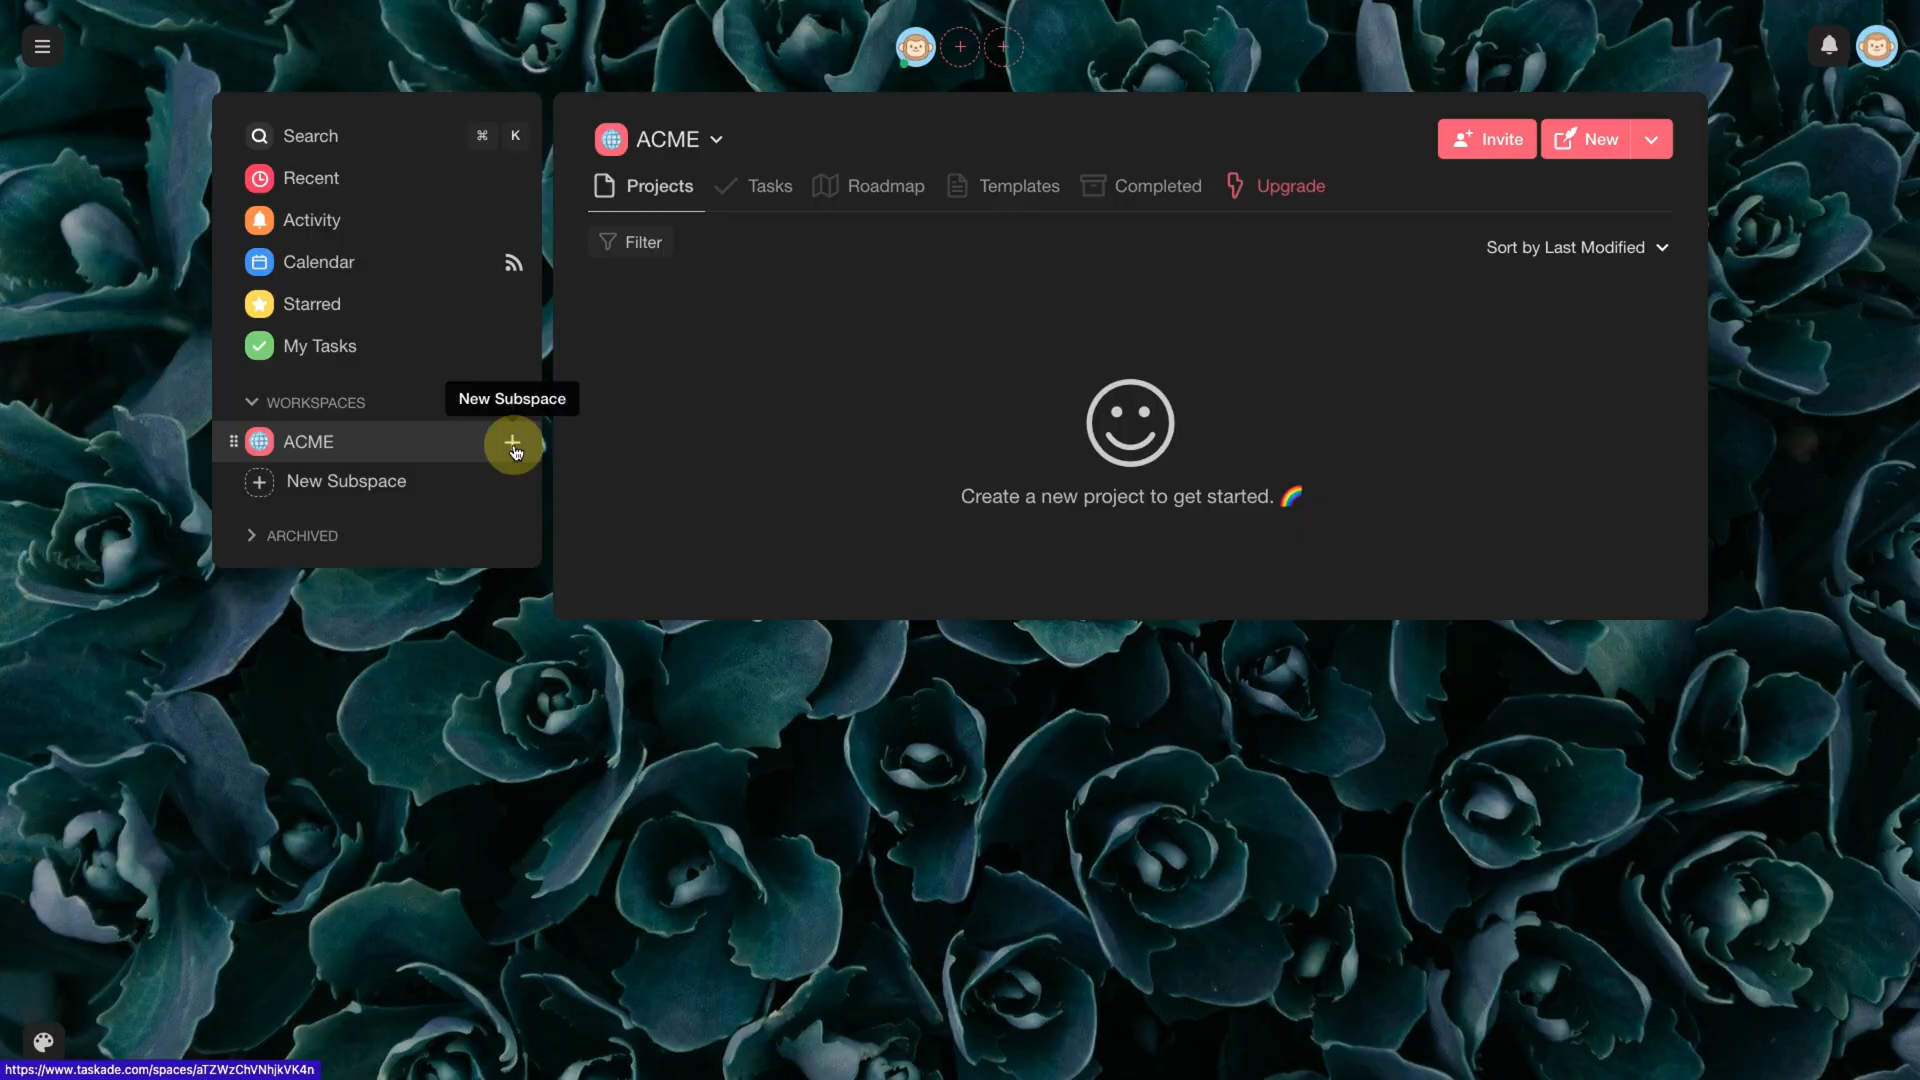 Search
⌘ K
Recent
Activity
Calendar
Starred
My Tasks
WORKSPACES
New Subspace
ACME
New Subspace
ARCHIVED
ACME
Invite
New
Projects
Tasks
Roadmap
Templates
Completed
Upgrade
Filter
Sort by Last Modified
Create a new project to get started. 🌈
https://www.taskade.com/spaces/aTZWzChVNhjkVK4n